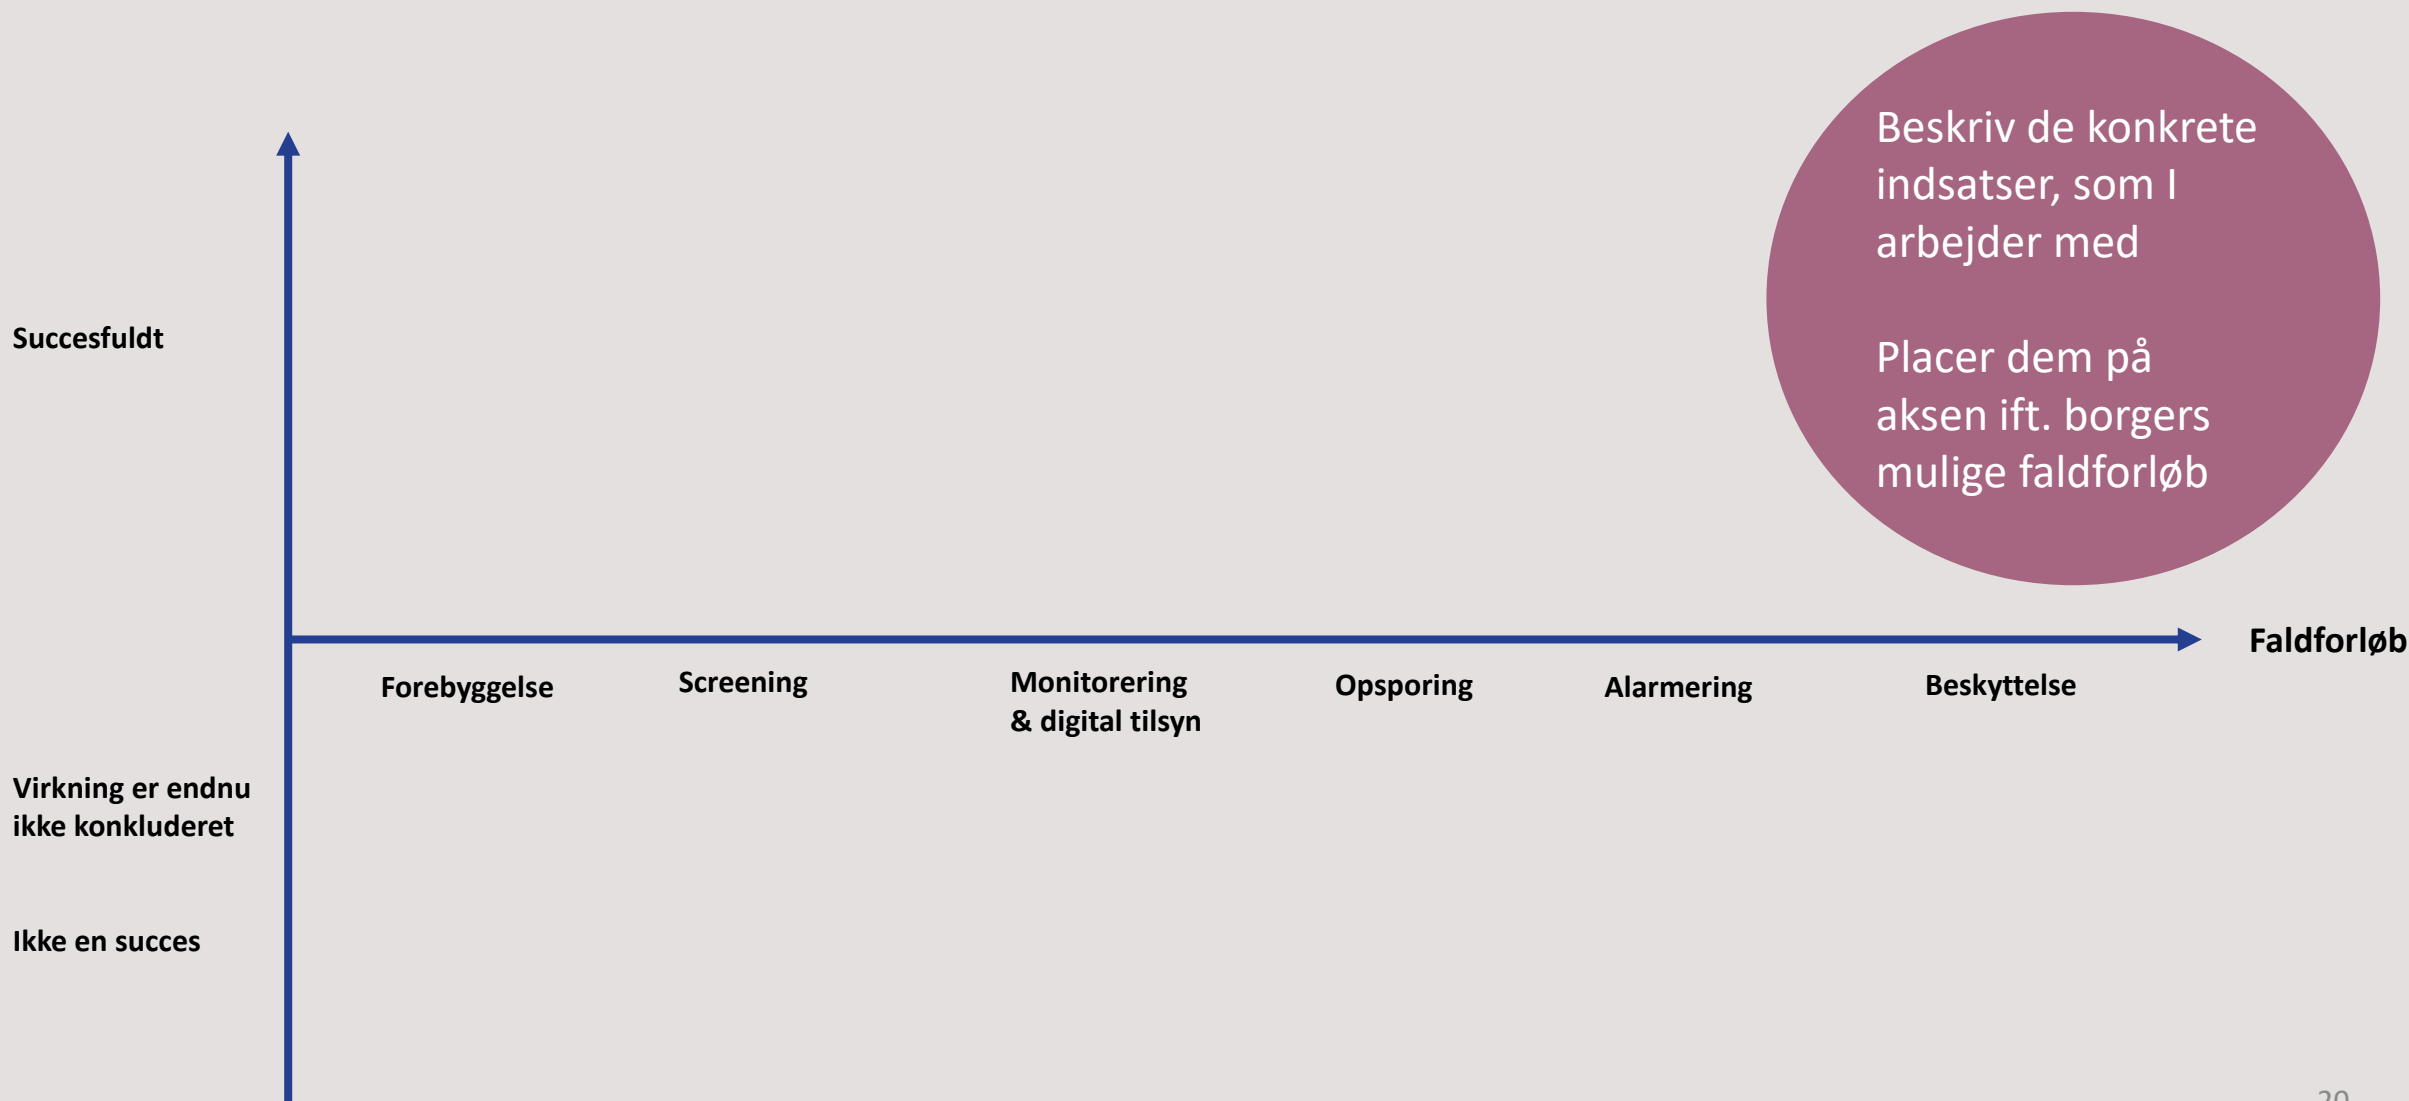 Beskriv de konkrete
indsatser, som I
arbejder med
Placer dem på
aksen ift. borgers
mulige faldforløb
Succesfuldt
Faldforløb
Forebyggelse
Screening
Monitorering
& digital tilsyn
Opsporing
Alarmering
Beskyttelse
Virkning er endnu
ikke konkluderet
Ikke en succes
20